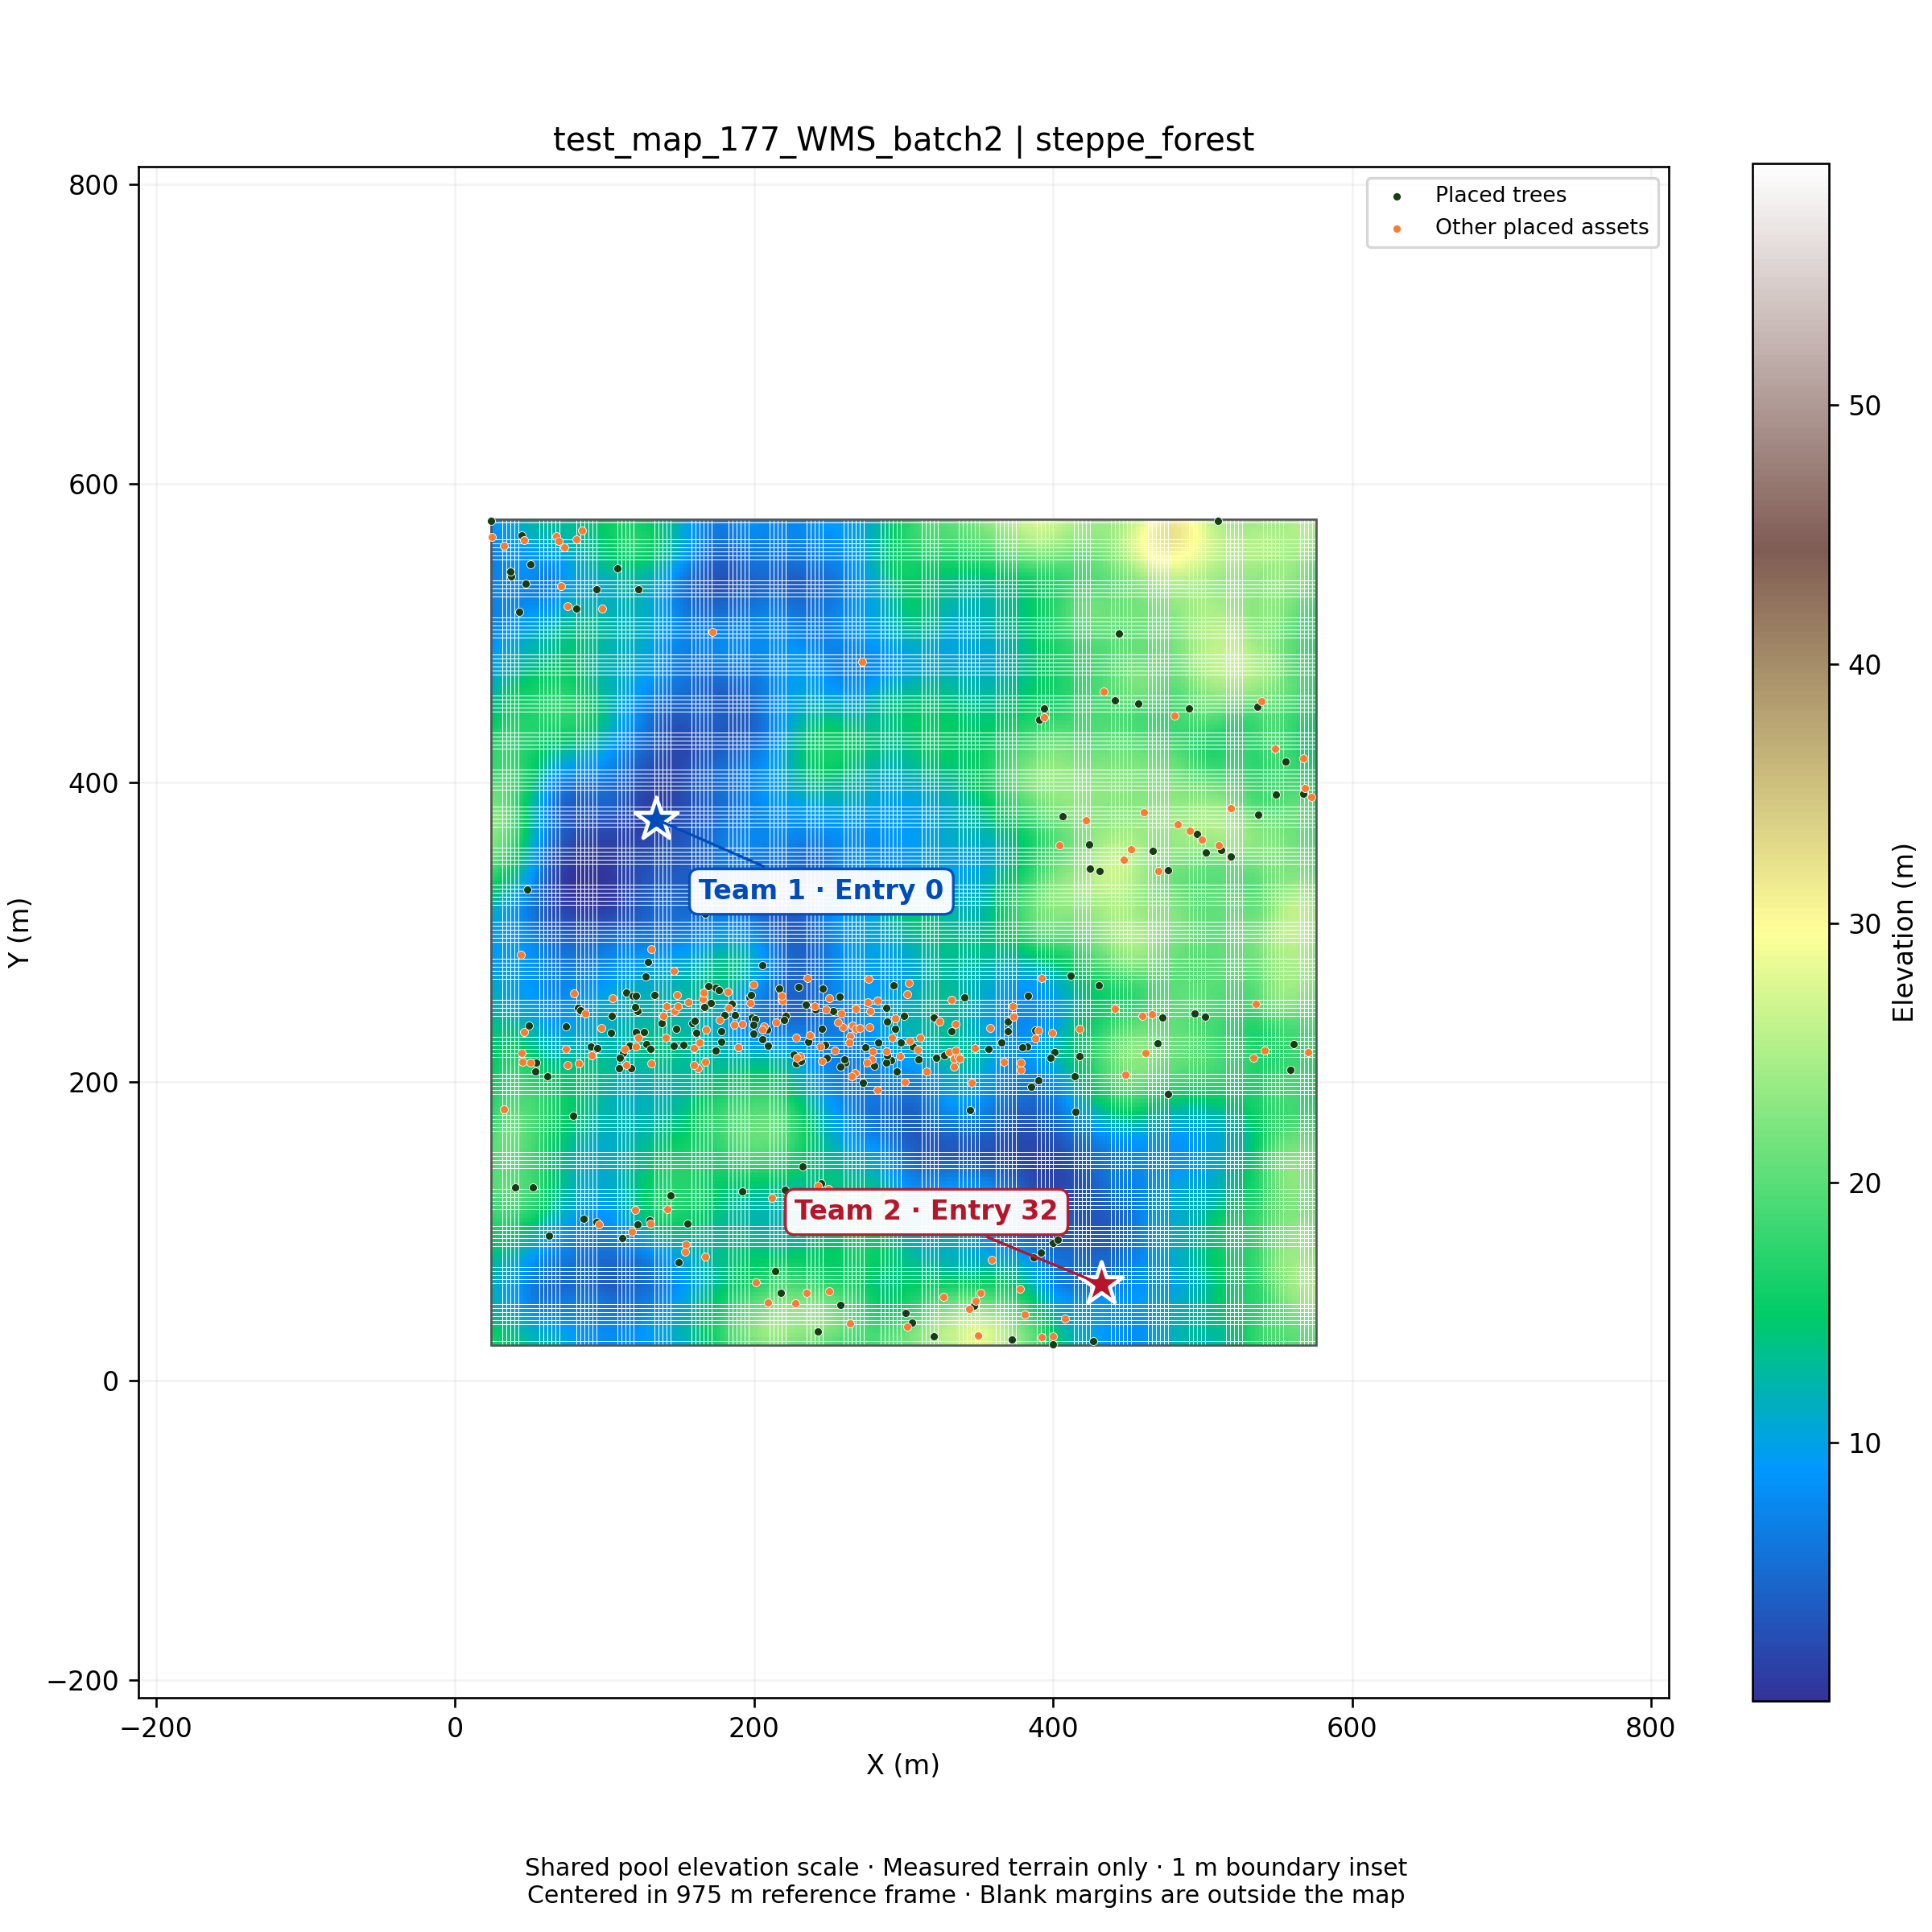 test_map_177_WMS_batch2 | steppe_forest
Placed trees
Other placed assets
800
600
400
200
0
−200
Y (m)
Team 1 · Entry 0
Team 2 · Entry 32
−200
0
200
400
600
800
X (m)
50
40
30
20
10
Elevation (m)
Shared pool elevation scale · Measured terrain only · 1 m boundary inset
Centered in 975 m reference frame · Blank margins are outside the map